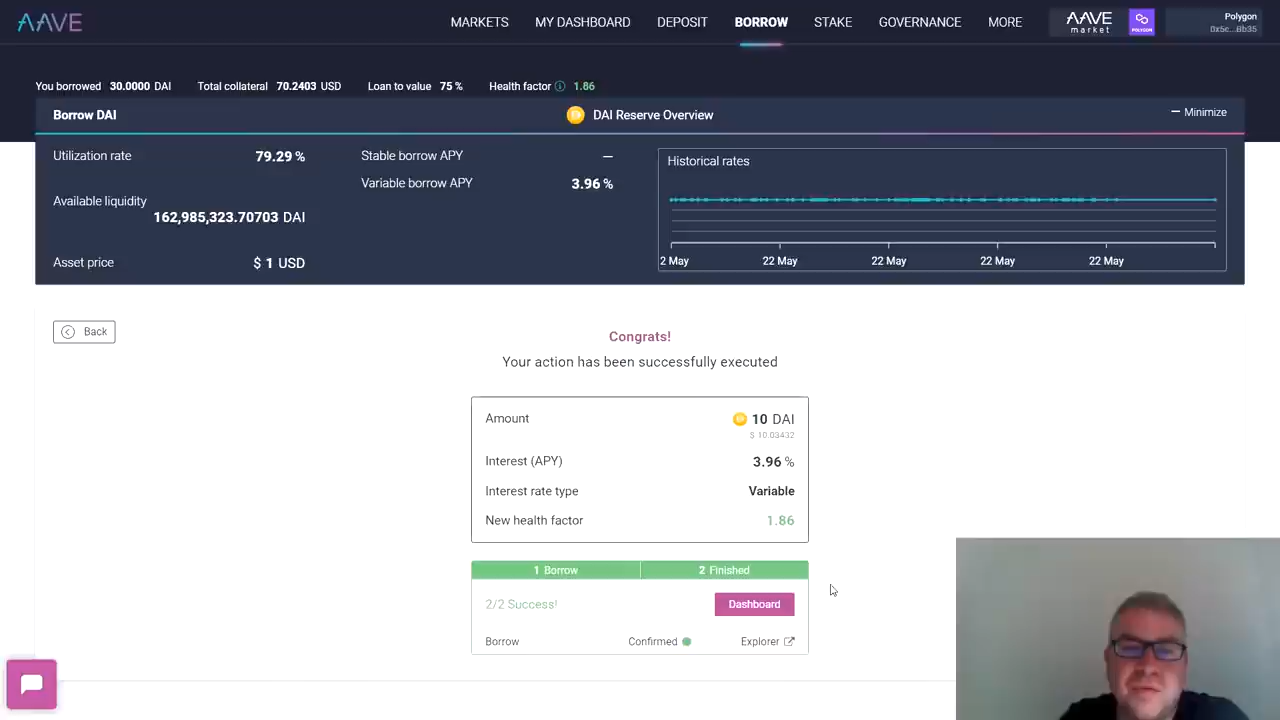 AAVE
MARKETS MY DASHBOARD DEPOSIT BORROW STAKE GOVERNANCE MORE
AAVE market
POLYGON
Polygon
0x5c...Bb35
You borrowed 30.0000 DAI Total collateral 70.2403 USD Loan to value 75 % Health factor 1.86
Borrow DAI DAI Reserve Overview Minimize
Utilization rate 79.29 %
Available liquidity 162,985,323.70703 DAI
Asset price $ 1 USD
Stable borrow APY —
Variable borrow APY 3.96 %
Historical rates
2 May 22 May 22 May 22 May 22 May
Back
Congrats!
Your action has been successfully executed
Amount 10 DAI
$ 10.03432
Interest (APY) 3.96 %
Interest rate type Variable
New health factor 1.86
1 Borrow 2 Finished
2/2 Success! Dashboard
Borrow Confirmed Explorer